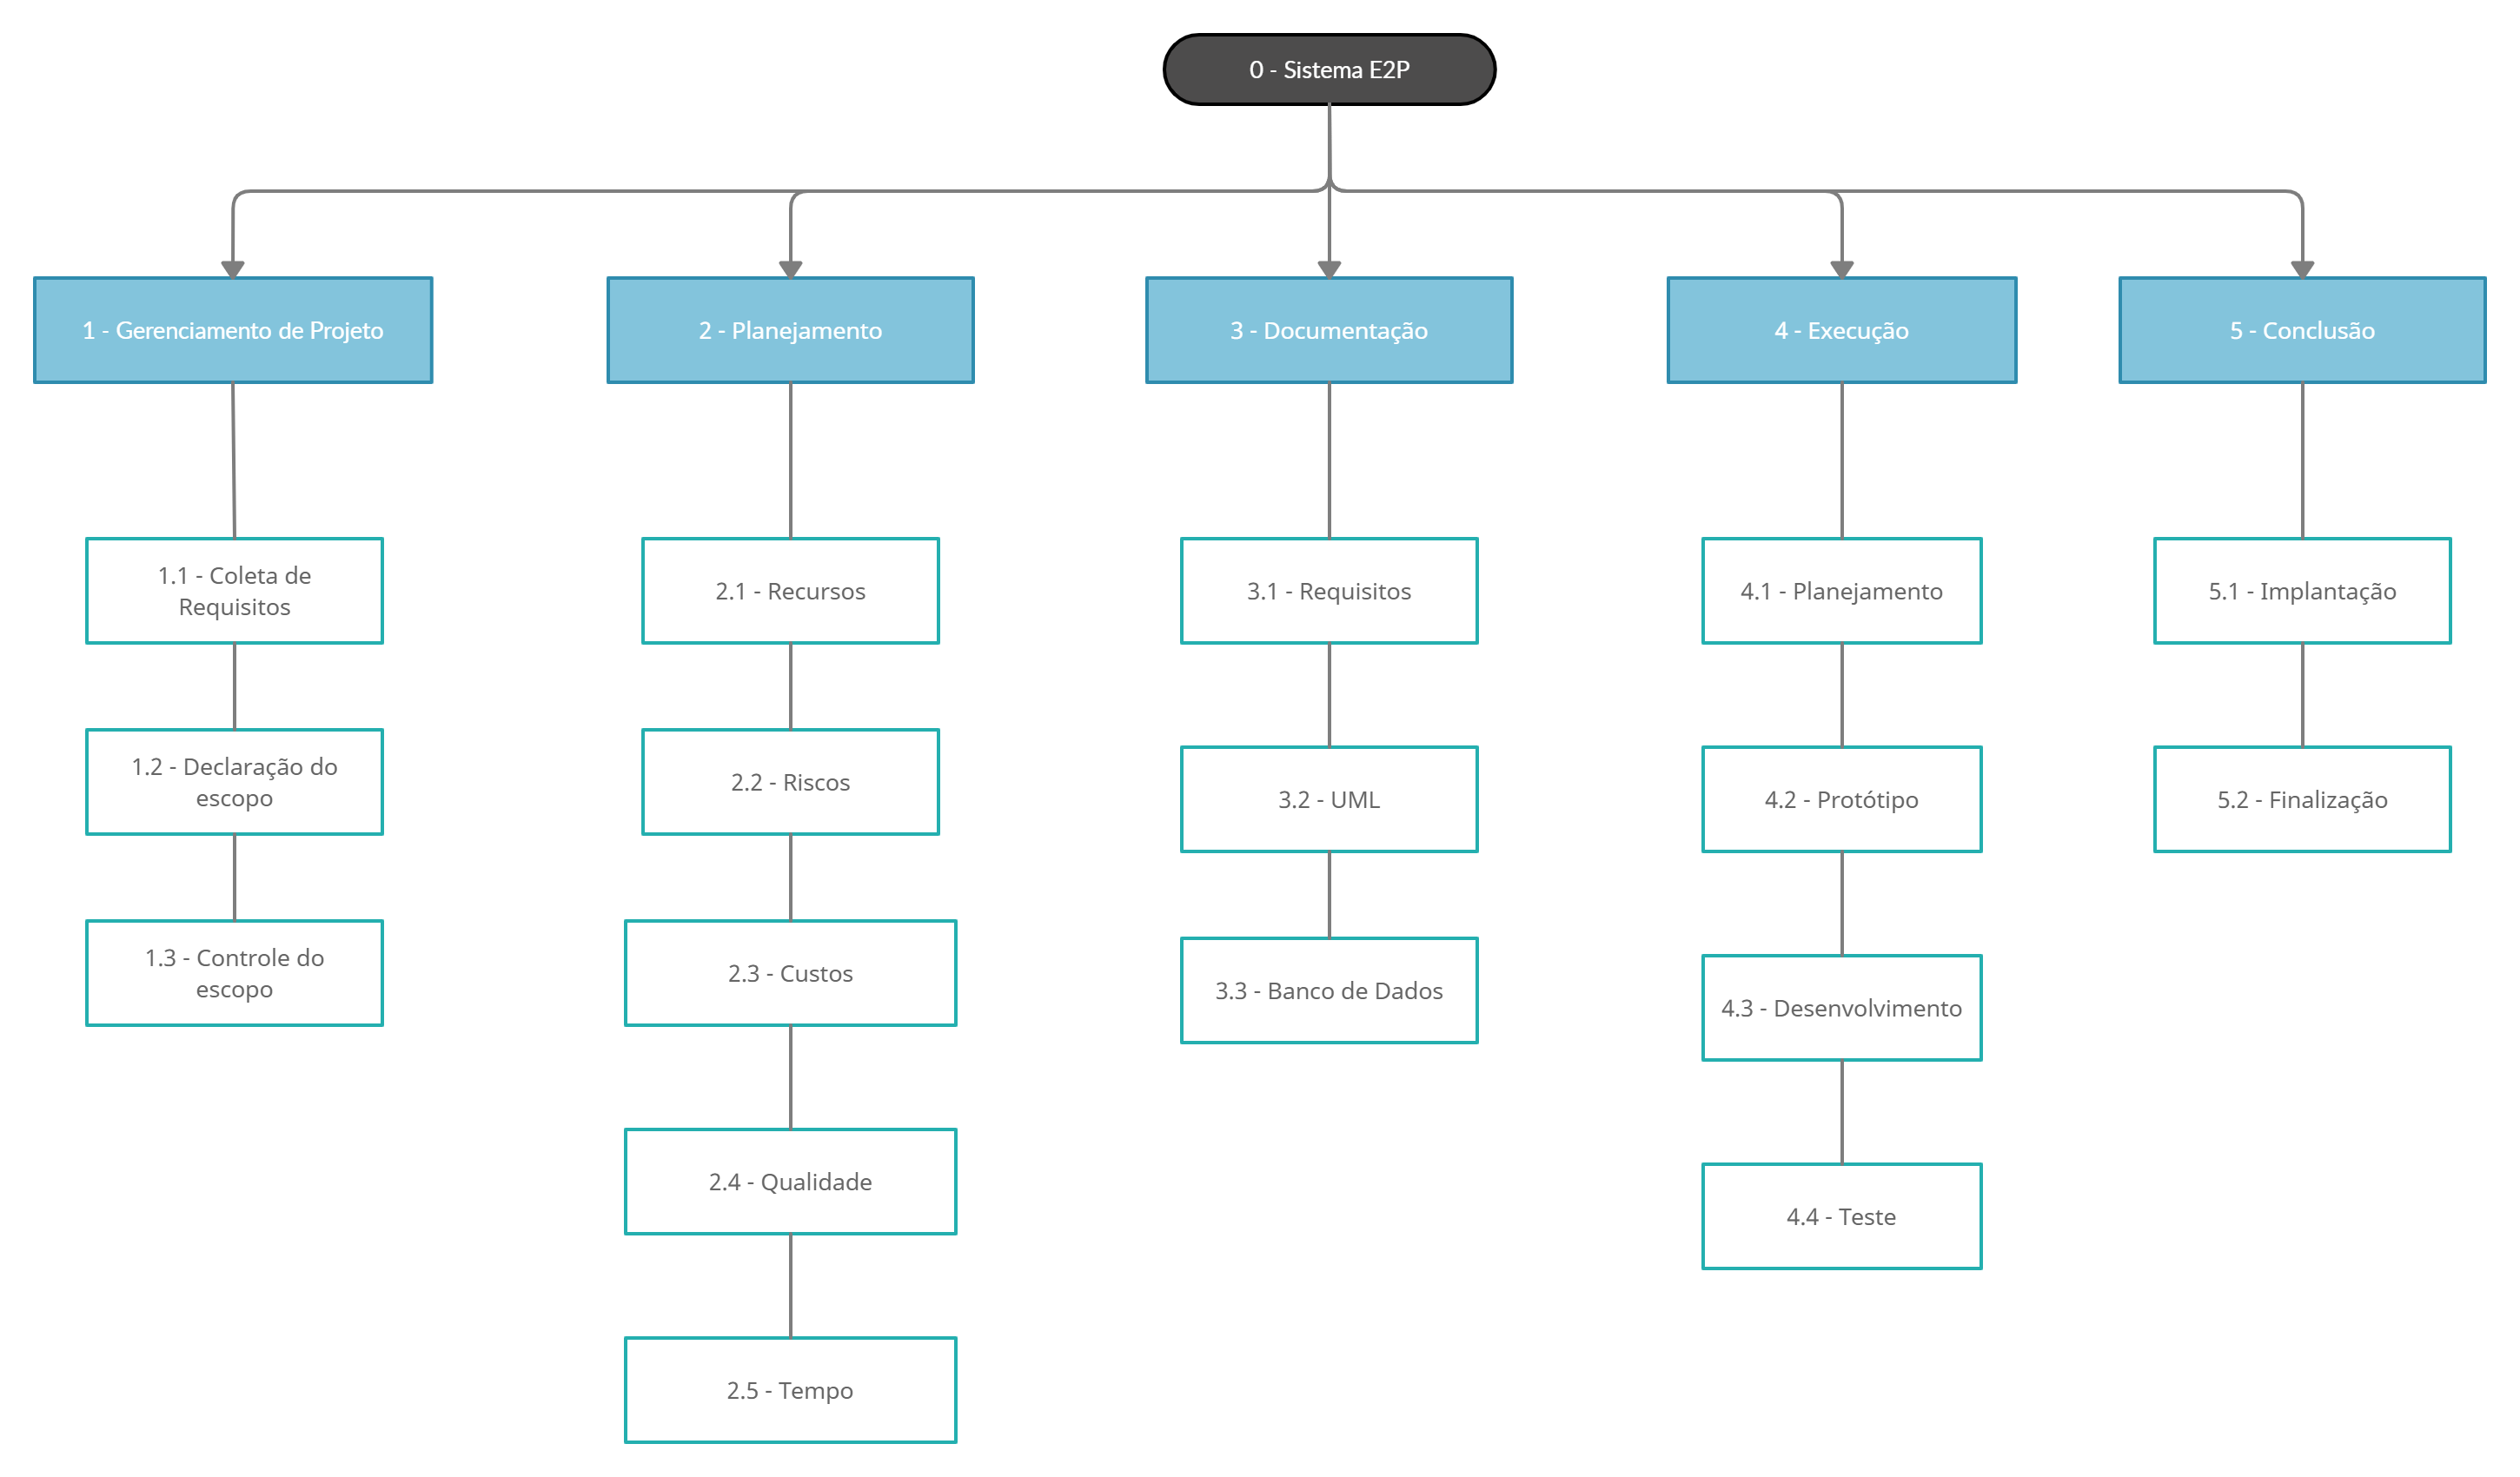 0 - Sistema E2P
1 - Gerenciamento de Projeto
2 - Planejamento
3 - Documentação
4 - Execução
5 - Conclusão
1.1 - Coleta de
Requisitos
1.2 - Declaração do
escopo
1.3 - Controle do
escopo
2.1 - Recursos
2.2 - Riscos
2.3 - Custos
2.4 - Qualidade
2.5 - Tempo
3.1 - Requisitos
3.2 - UML
3.3 - Banco de Dados
4.1 - Planejamento
4.2 - Protótipo
4.3 - Desenvolvimento
4.4 - Teste
5.1 - Implantação
5.2 - Finalização